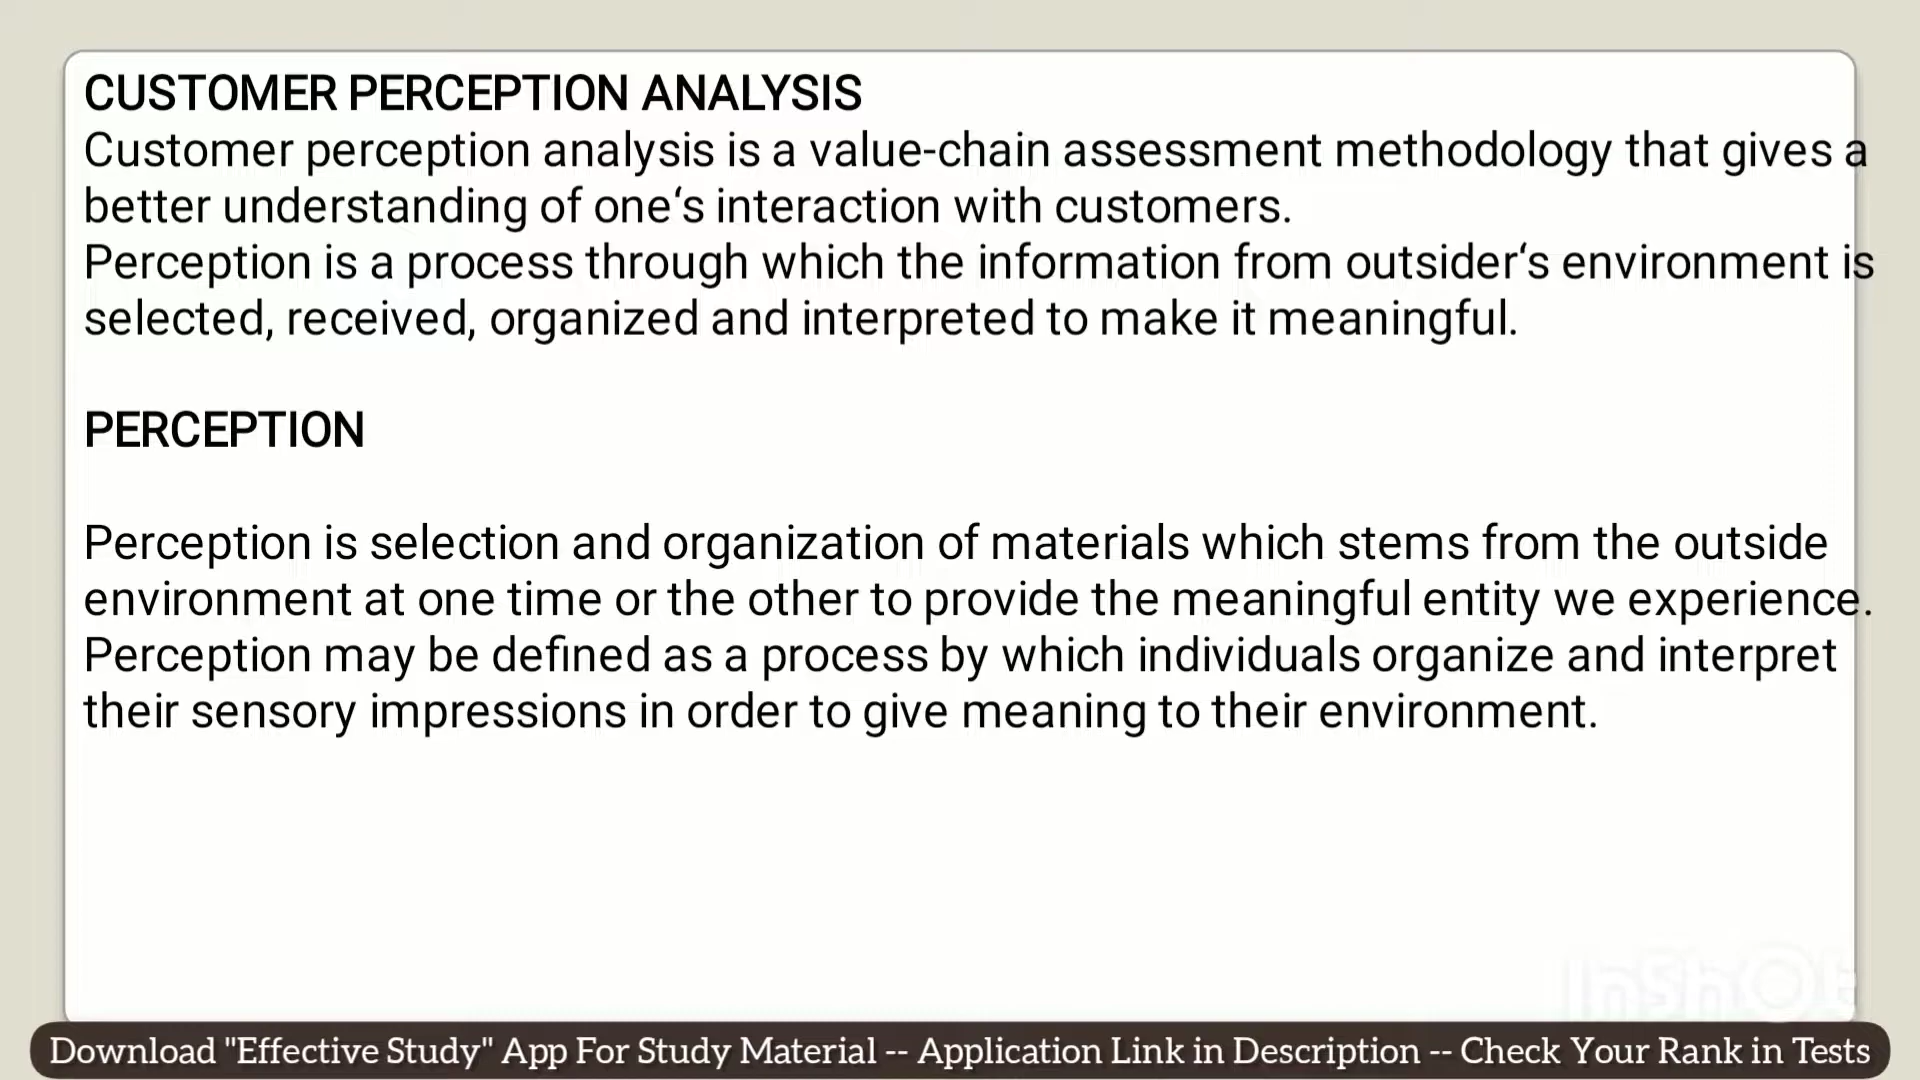 CUSTOMER PERCEPTION ANALYSIS
Customer perception analysis is a value-chain assessment methodology that gives a
better understanding of one‘s interaction with customers.
Perception is a process through which the information from outsider‘s environment is
selected, received, organized and interpreted to make it meaningful.
PERCEPTION
Perception is selection and organization of materials which stems from the outside
environment at one time or the other to provide the meaningful entity we experience.
Perception may be defined as a process by which individuals organize and interpret
their sensory impressions in order to give meaning to their environment.
InShOt
Download "Effective Study" App For Study Material -- Application Link in Description -- Check Your Rank in Tests